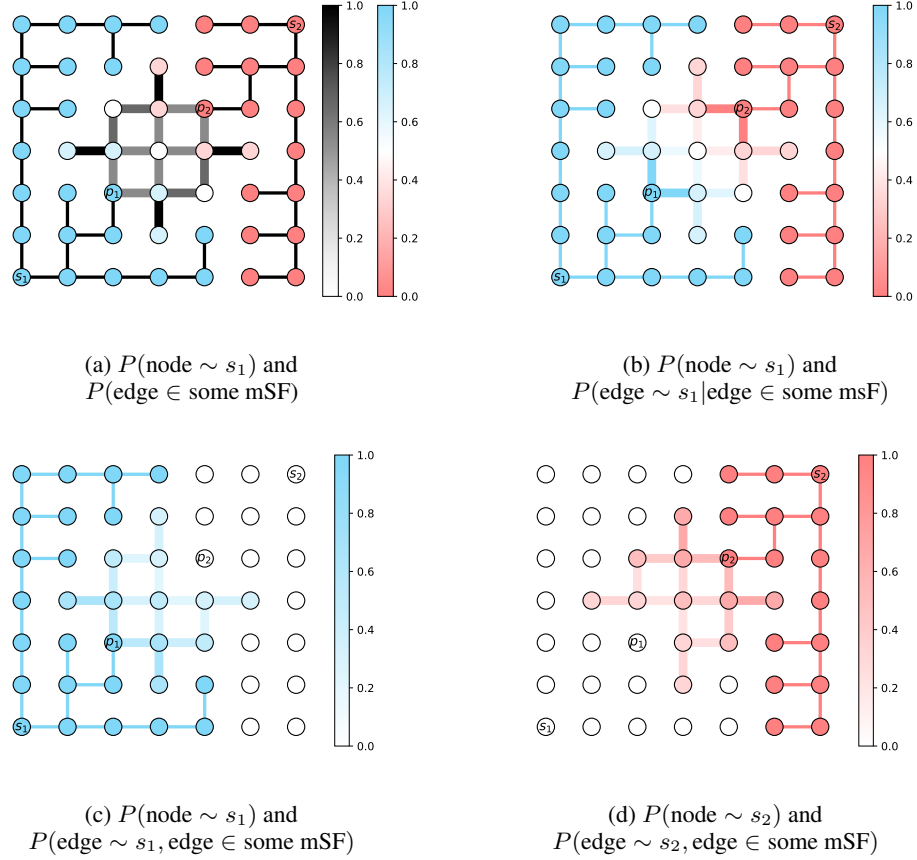 s₂
p₂
p₁
s₁
1.0 1.0
0.8 0.8
0.6 0.6
0.4 0.4
0.2 0.2
0.0 0.0
s₂
p₂
p₁
s₁
1.0
0.8
0.6
0.4
0.2
0.0
(a) P(node ∼ s₁) and
P(edge ∈ some mSF)
(b) P(node ∼ s₁) and
P(edge ∼ s₁|edge ∈ some msF)
s₂
p₂
p₁
s₁
1.0
0.8
0.6
0.4
0.2
0.0
s₂
p₂
p₁
s₁
1.0
0.8
0.6
0.4
0.2
0.0
(c) P(node ∼ s₁) and
P(edge ∼ s₁, edge ∈ some mSF)
(d) P(node ∼ s₂) and
P(edge ∼ s₂, edge ∈ some mSF)